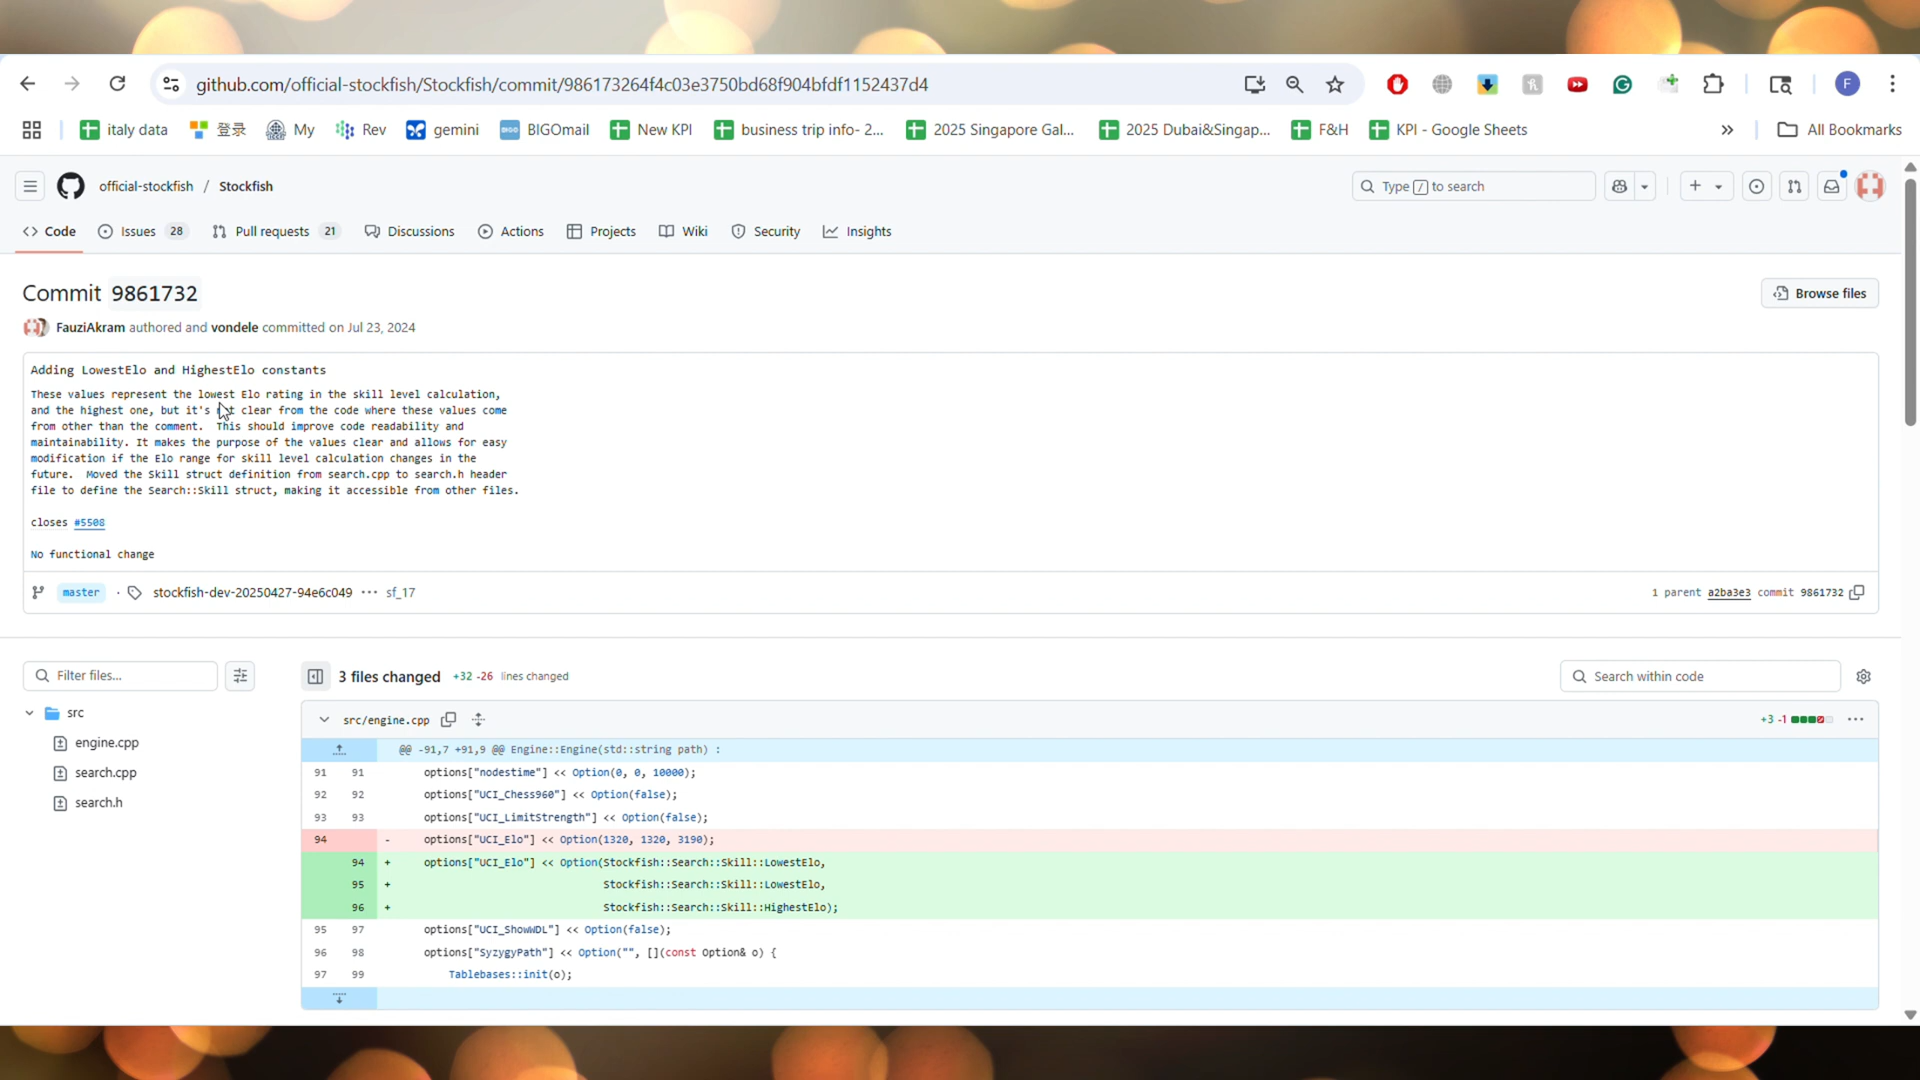 github.com/official-stockfish/Stockfish/commit/986173264f4c03e3750bd68f904bfdf1152437d4
F
italy data
登录
My
Rev
gemini
BIGO
BIGOmail
New KPI
business trip info- 2...
2025 Singapore Gal...
2025 Dubai&Singap...
F&H
KPI - Google Sheets
All Bookmarks
official-stockfish / Stockfish
Type / to search
<> Code
Issues 28
Pull requests 21
Discussions
Actions
Projects
Wiki
Security
Insights
Commit 9861732
Browse files
FauziAkram authored and vondele committed on Jul 23, 2024
Adding LowestElo and HighestElo constants
These values represent the lowest Elo rating in the skill level calculation,
and the highest one, but it's not clear from the code where these values come
from other than the comment.  This should improve code readability and
maintainability. It makes the purpose of the values clear and allows for easy
modification if the Elo range for skill level calculation changes in the
future.  Moved the Skill struct definition from search.cpp to search.h header
file to define the Search::Skill struct, making it accessible from other files.
closes #5508
No functional change
master · stockfish-dev-20250427-94e6c049 ··· sf_17
1 parent a2ba3e3 commit 9861732
Filter files...
3 files changed +32 -26 lines changed
Search within code
src
engine.cpp
search.cpp
search.h
src/engine.cpp
+3 -1
@@ -91,7 +91,9 @@ Engine::Engine(std::string path) :
91 91 options["nodestime"] << Option(0, 0, 10000);
92 92 options["UCI_Chess960"] << Option(false);
93 93 options["UCI_LimitStrength"] << Option(false);
94 - options["UCI_Elo"] << Option(1320, 1320, 3190);
94 + options["UCI_Elo"] << Option(Stockfish::Search::Skill::LowestElo,
95 + Stockfish::Search::Skill::LowestElo,
96 + Stockfish::Search::Skill::HighestElo);
95 97 options["UCI_ShowWDL"] << Option(false);
96 98 options["SyzygyPath"] << Option("", [](const Option& o) {
97 99 Tablebases::init(o);